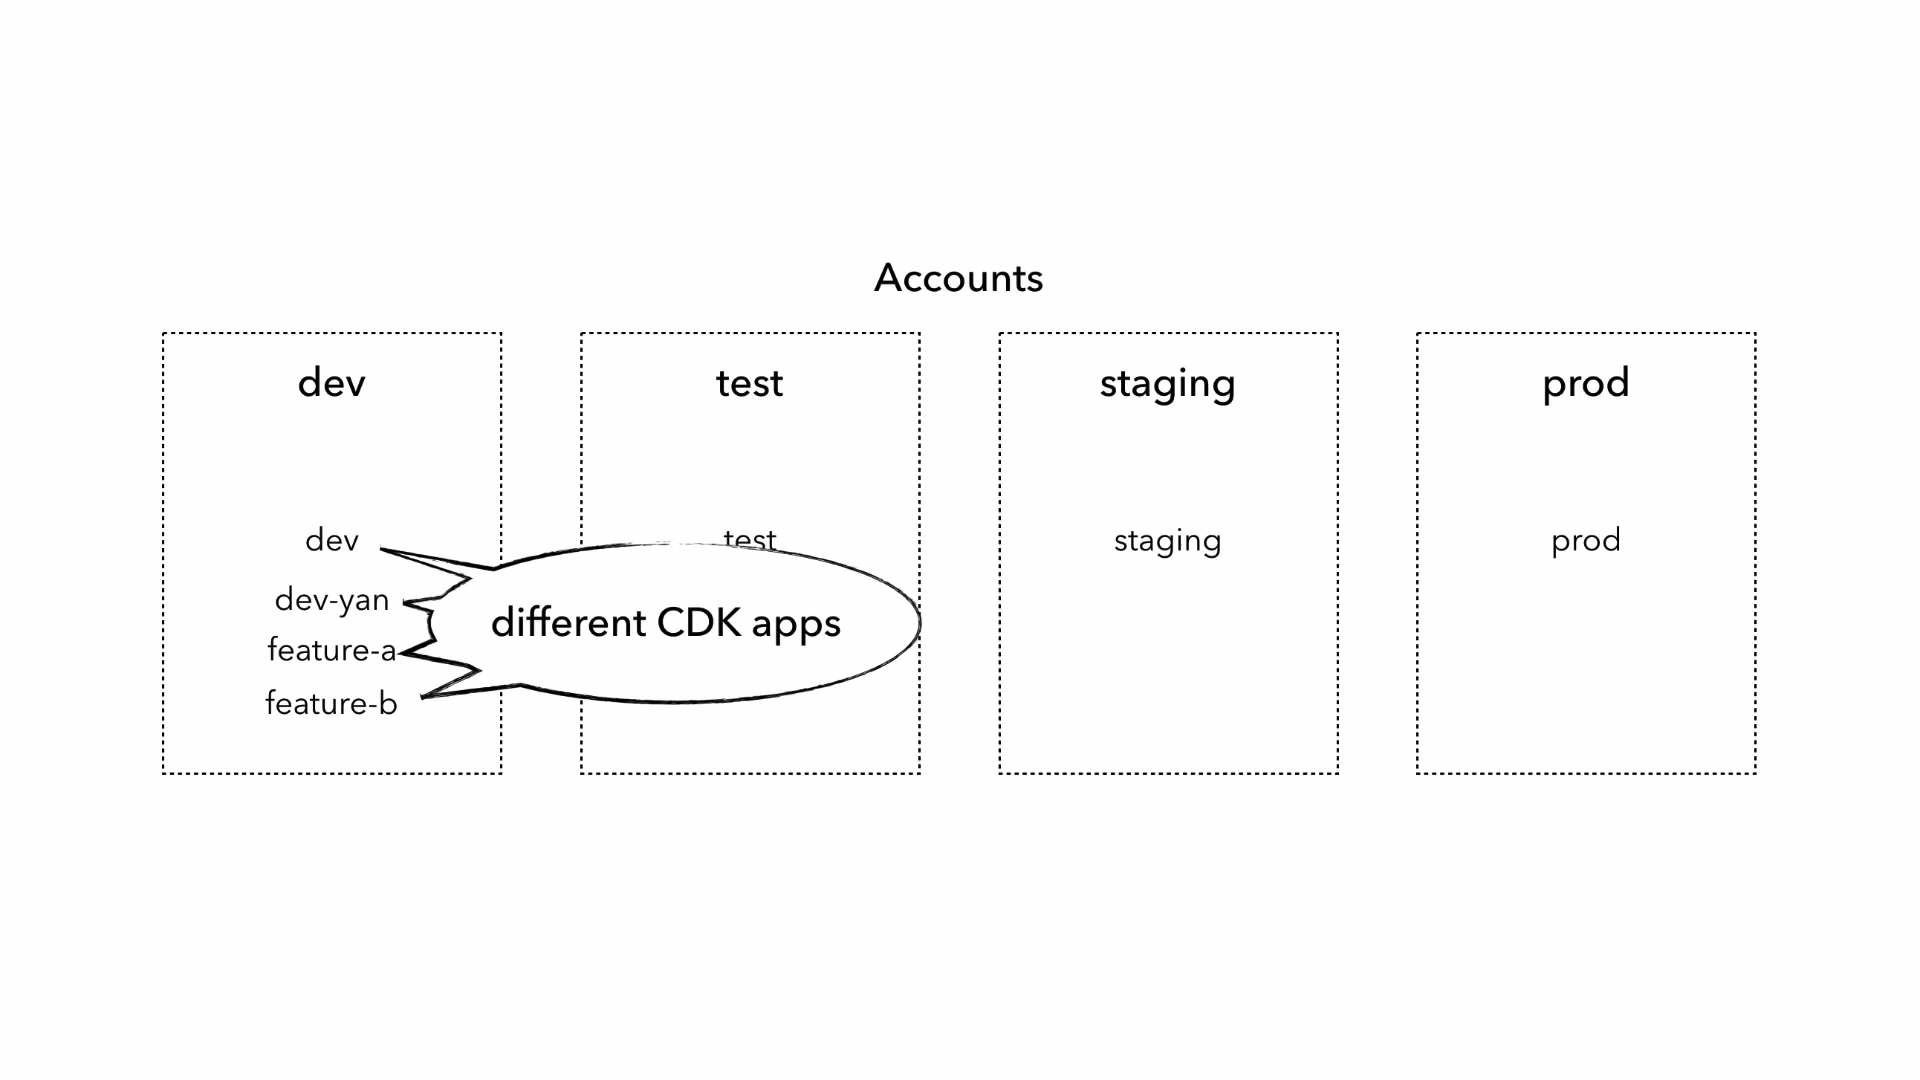 Accounts
dev
test
staging
prod
dev
test
staging
prod
dev-yan
feature-a
feature-b
different CDK apps